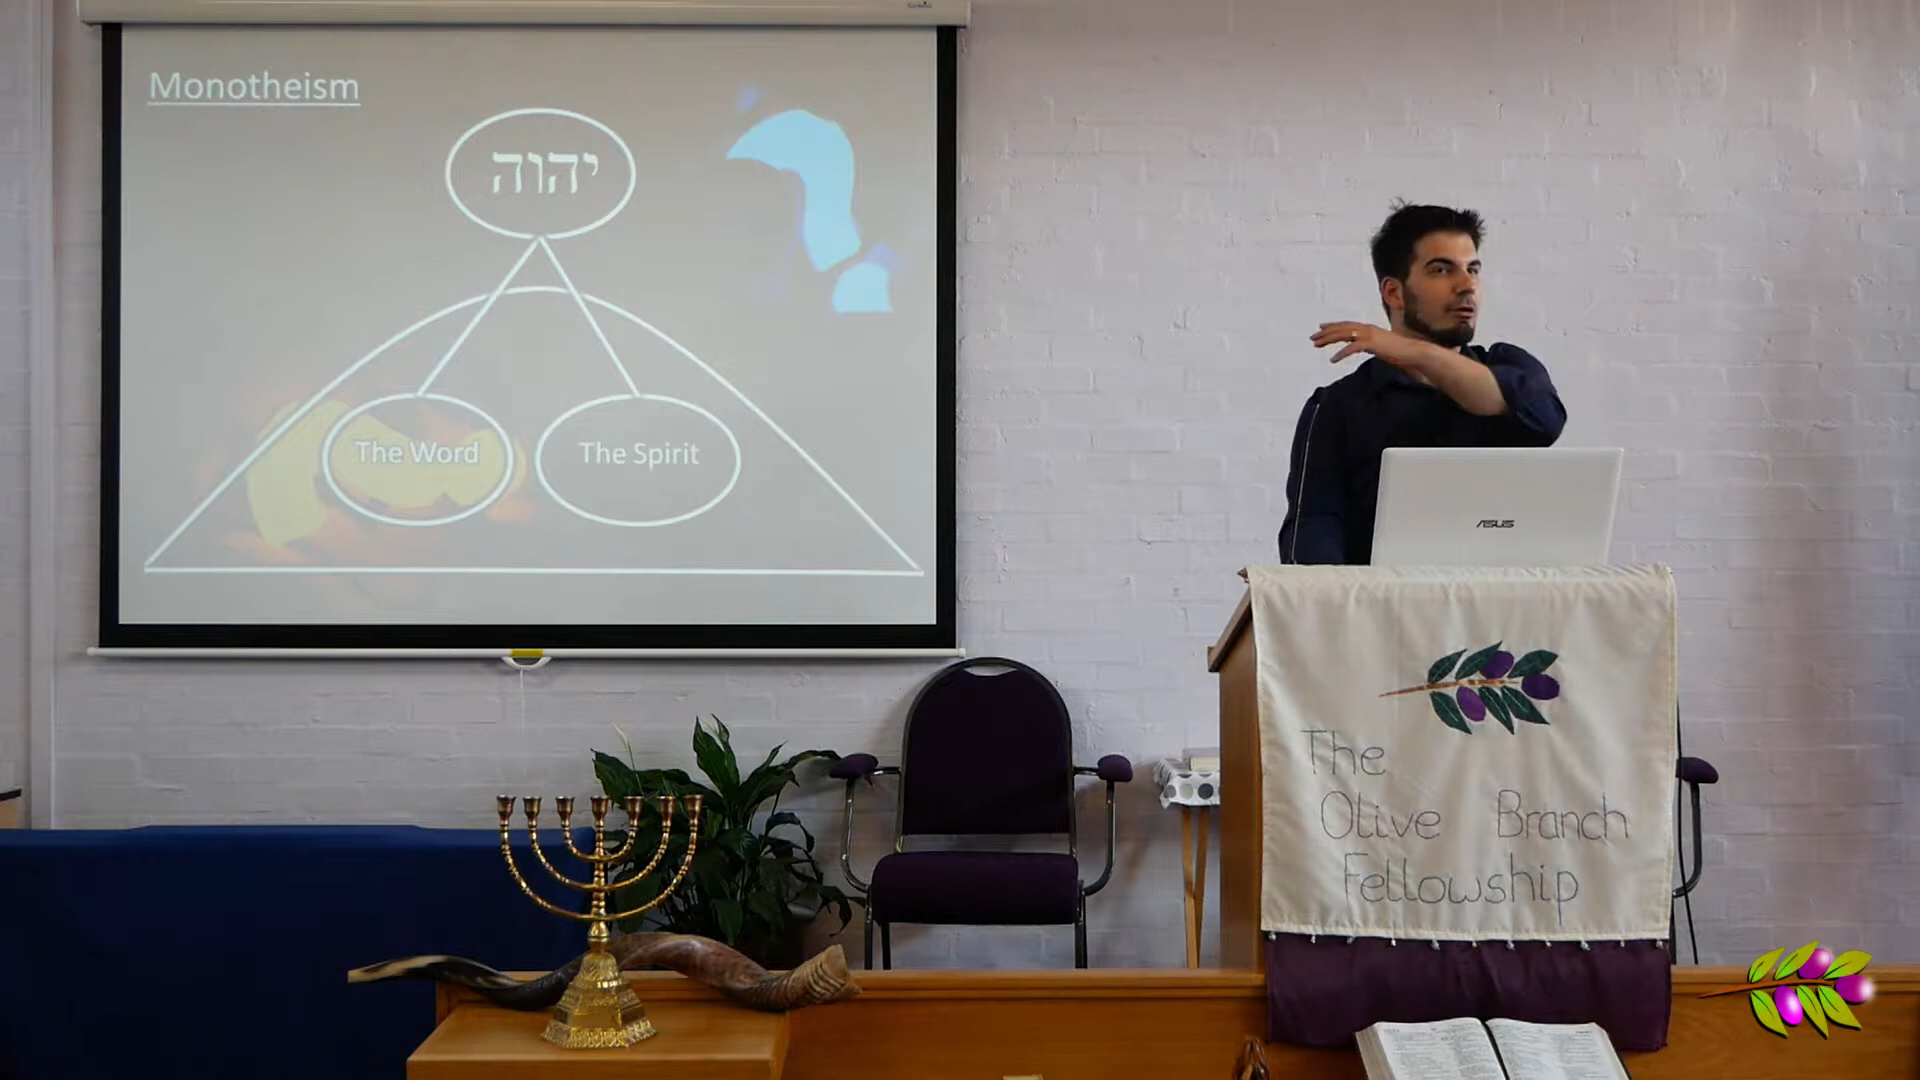 Monotheism
יהוה
The Word
The Spirit
ASUS
The
Olive Branch
Fellowship